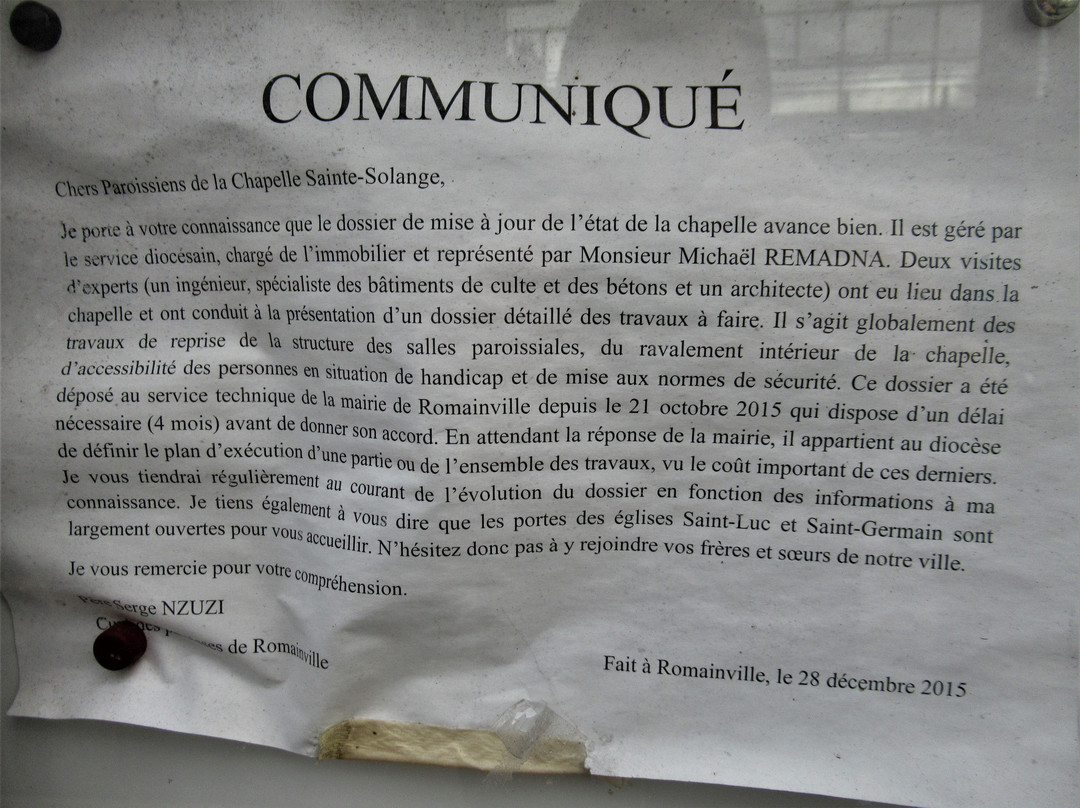 COMMUNIQUÉ
Chers Paroissiens de la Chapelle Sainte-Solange,
Je porte à votre connaissance que le dossier de mise à jour de l'état de la chapelle avance bien. Il est géré par
le service diocésain, chargé de l'immobilier et représenté par Monsieur Michaël REMADNA. Deux visites
d'experts (un ingénieur, spécialiste des bâtiments de culte et des bétons et un architecte) ont eu lieu dans la
chapelle et ont conduit à la présentation d'un dossier détaillé des travaux à faire. Il s'agit globalement des
travaux de reprise de la structure des salles paroissiales, du ravalement intérieur de la chapelle,
d'accessibilité des personnes en situation de handicap et de mise aux normes de sécurité. Ce dossier a été
déposé au service technique de la mairie de Romainville depuis le 21 octobre 2015 qui dispose d'un délai
nécessaire (4 mois) avant de donner son accord. En attendant la réponse de la mairie, il appartient au diocèse
de définir le plan d'exécution d'une partie ou de l'ensemble des travaux, vu le coût important de ces derniers.
Je vous tiendrai régulièrement au courant de l'évolution du dossier en fonction des informations à ma
connaissance. Je tiens également à vous dire que les portes des églises Saint-Luc et Saint-Germain sont
largement ouvertes pour vous accueillir. N'hésitez donc pas à y rejoindre vos frères et sœurs de notre ville.
Je vous remercie pour votre compréhension.
Père Serge NZUZI
de Romainville
Fait à Romainville, le 28 décembre 2015